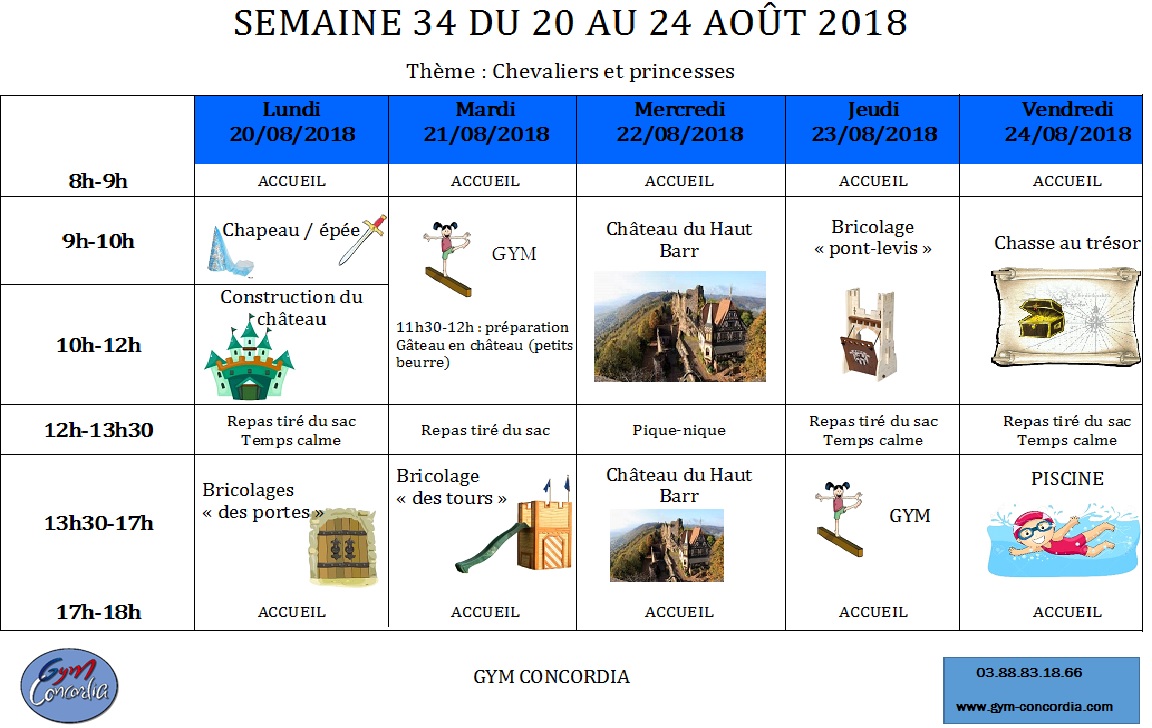 SEMAINE 34 DU 20 AU 24 AOÛT 2018
Thème : Chevaliers et princesses
Lundi Mardi Mercredi Jeudi Vendredi
20/08/2018 21/08/2018 22/08/2018 23/08/2018 24/08/2018
8h-9h ACCUEIL ACCUEIL ACCUEIL ACCUEIL ACCUEIL
9h-10h
Chapeau / épée
GYM
Château du Haut
Barr
Bricolage
« pont-levis »
Chasse au trésor
10h-12h
Construction du
château
11h30-12h : préparation
Gâteau en château (petits
beurre)
12h-13h30
Repas tiré du sac
Temps calme
Repas tiré du sac
Pique-nique
Repas tiré du sac
Temps calme
Repas tiré du sac
Temps calme
13h30-17h
Bricolages
« des portes »
Bricolage
« des tours »
Château du Haut
Barr
GYM
PISCINE
17h-18h ACCUEIL ACCUEIL ACCUEIL ACCUEIL ACCUEIL
Gym
Concordia
GYM CONCORDIA
03.88.83.18.66
www.gym-concordia.com